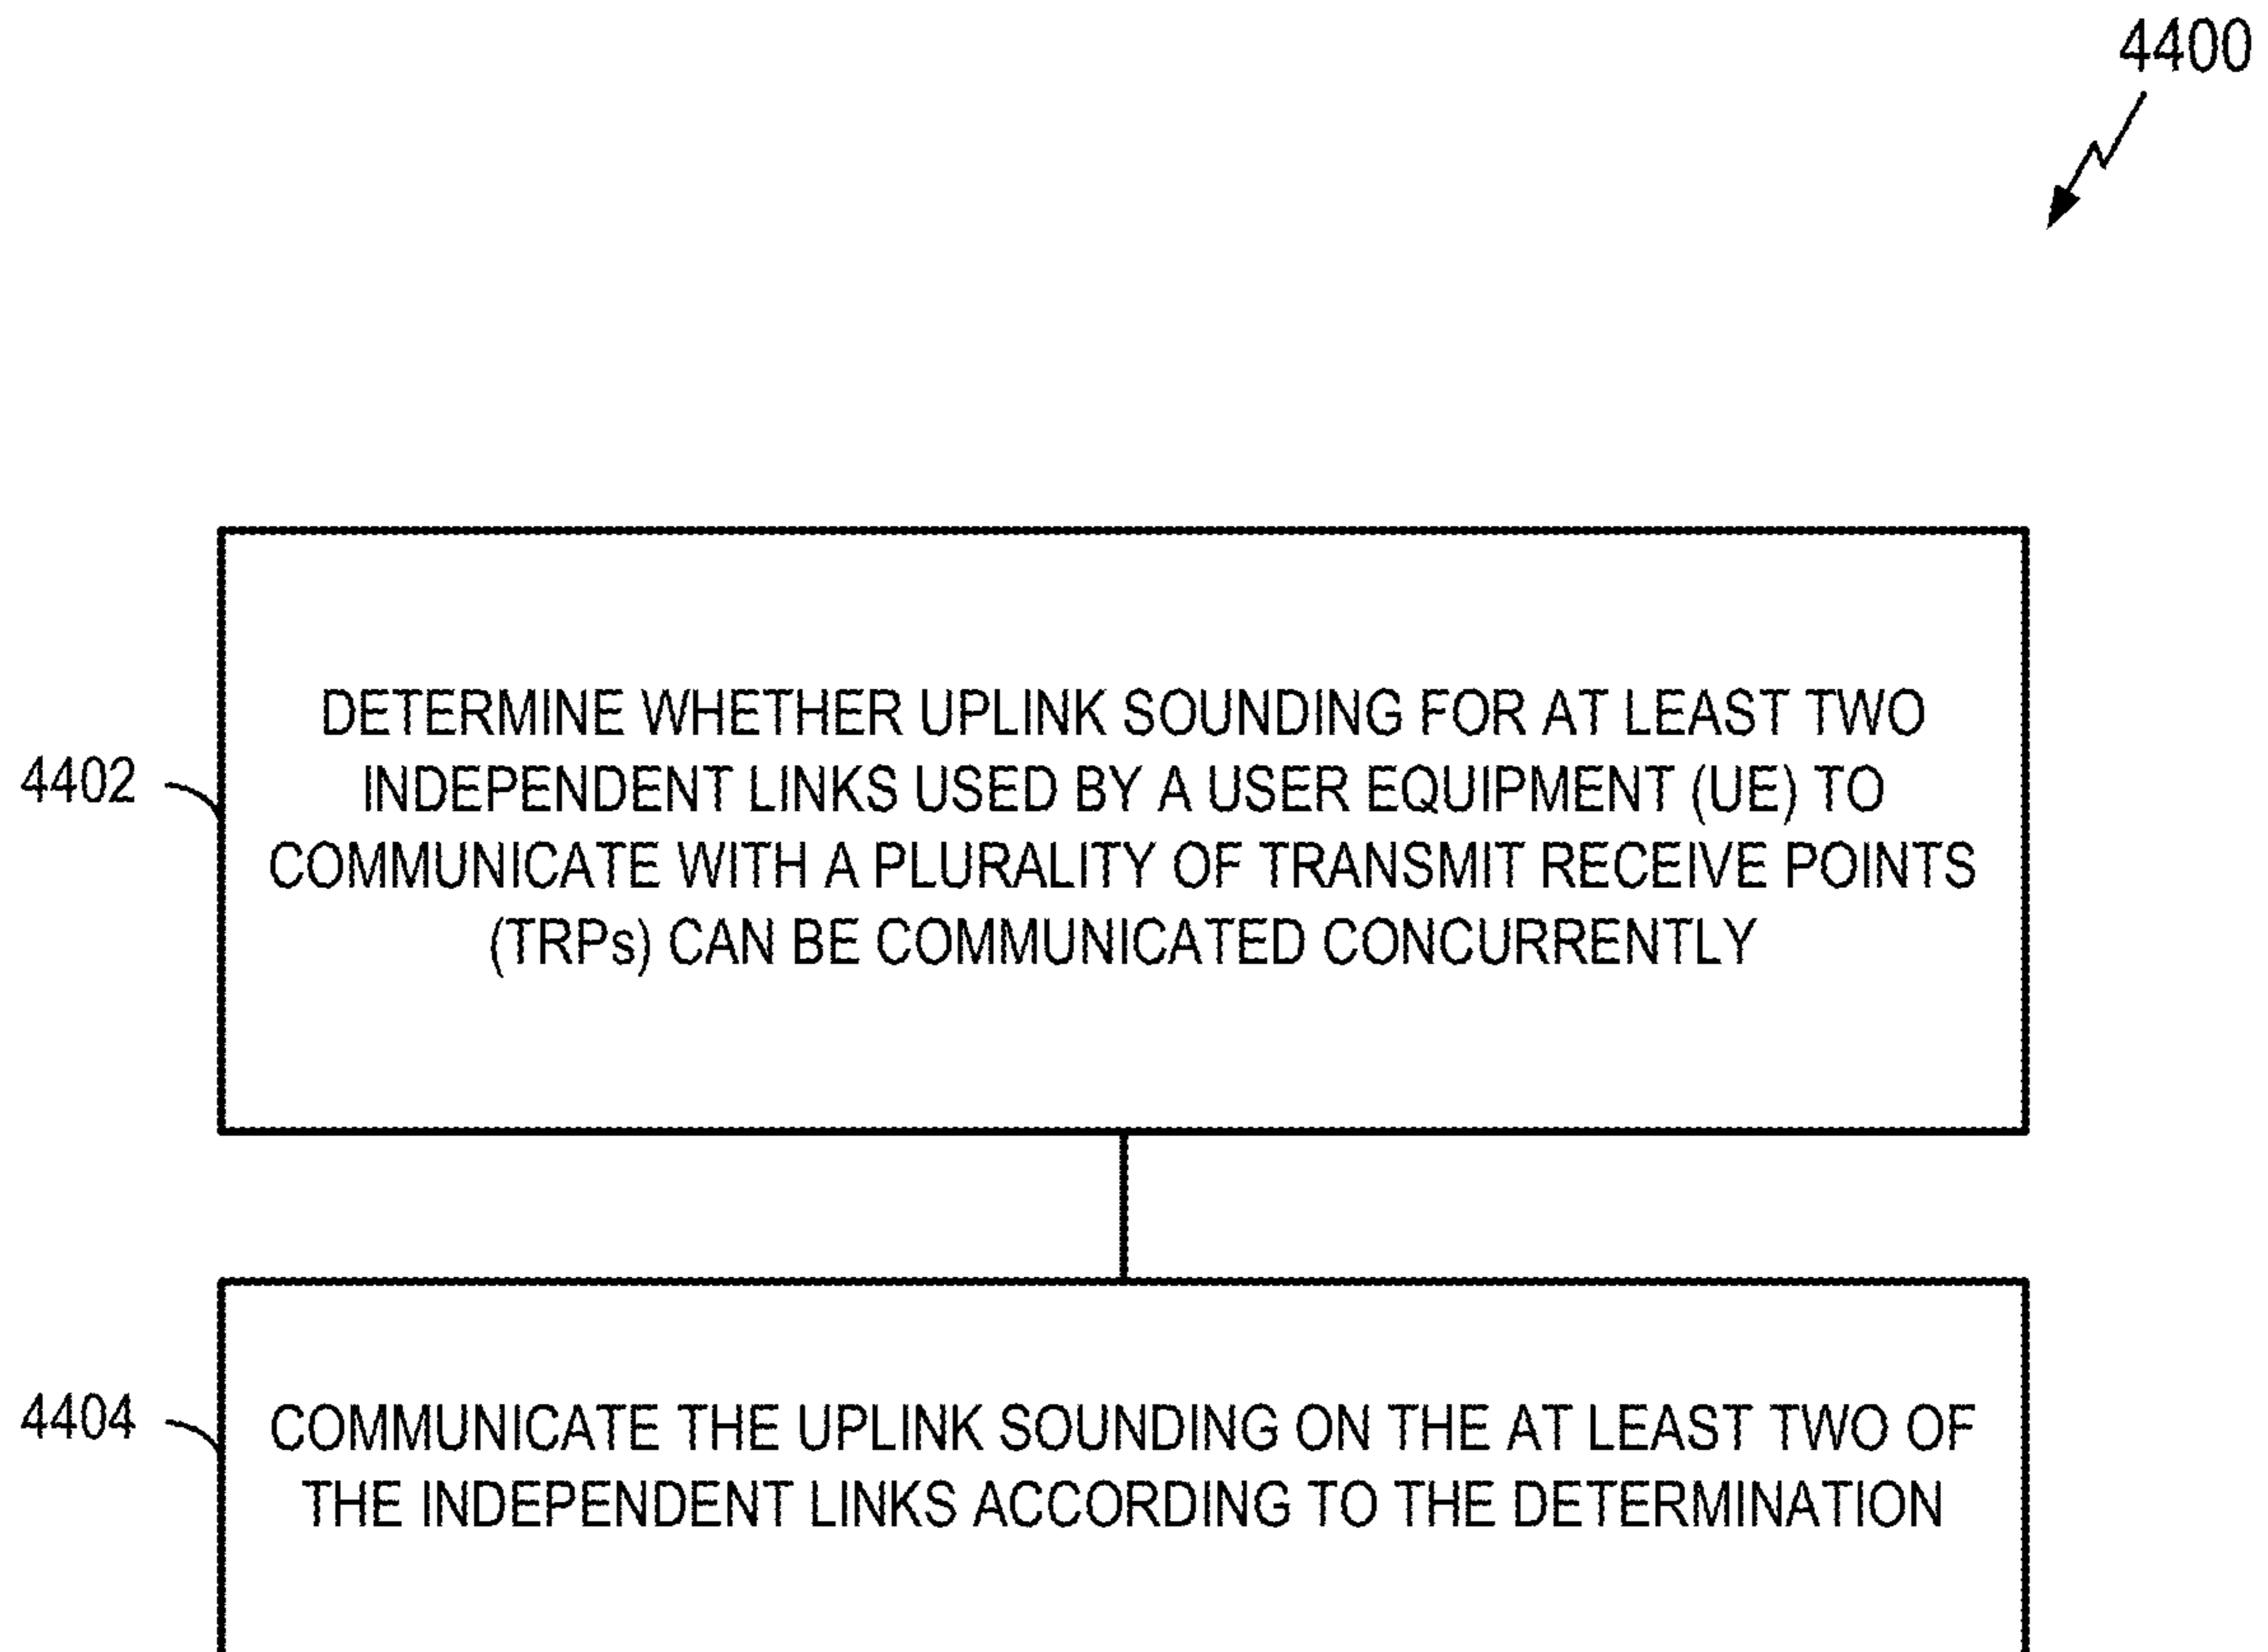 4400
DETERMINE WHETHER UPLINK SOUNDING FOR AT LEAST TWO
INDEPENDENT LINKS USED BY A USER EQUIPMENT (UE) TO
4402
COMMUNICATE WITH A PLURALITY OF TRANSMIT RECEIVE POINTS
(TRPs) CAN BE COMMUNICATED CONCURRENTLY
4404
COMMUNICATE THE UPLINK SOUNDING ON THE AT LEAST TWO OF
THE INDEPENDENT LINKS ACCORDING TO THE DETERMINATION